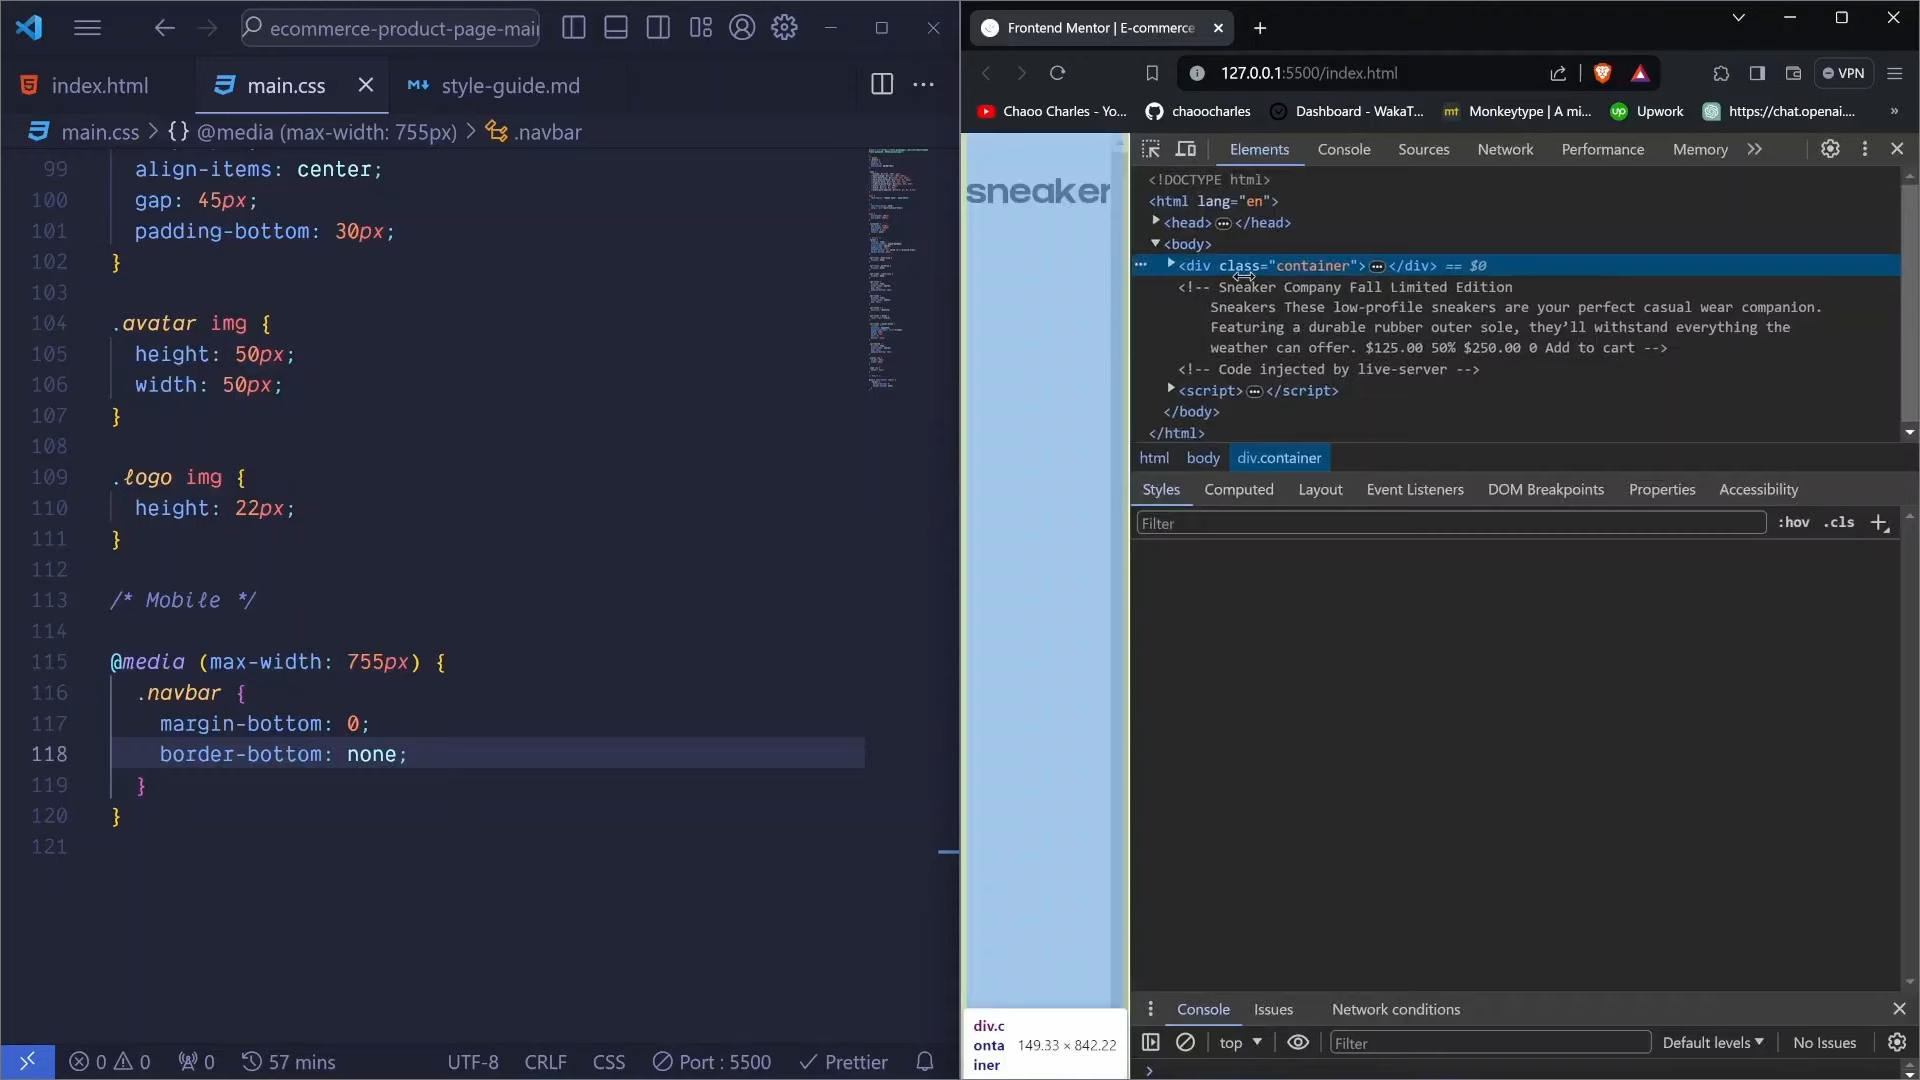 ecommerce-product-page-mai
index.html
main.css
style-guide.md
main.css > {} @media (max-width: 755px) > .navbar
99 align-items: center;
100 gap: 45px;
101 padding-bottom: 30px;
102 }
103
104 .avatar img {
105 height: 50px;
106 width: 50px;
107 }
108
109 .logo img {
110 height: 22px;
111 }
112
113 /* Mobile */
114
115 @media (max-width: 755px) {
116 .navbar {
117 margin-bottom: 0;
118 border-bottom: none;
119 }
120 }
121
0 0 0 57 mins UTF-8 CRLF CSS Port : 5500 Prettier
Frontend Mentor | E-commerce
127.0.0.1:5500/index.html
VPN
Chaoo Charles - Yo...
chaoocharles
Dashboard - WakaT...
mt Monkeytype | A mi...
up Upwork
https://chat.openai....
»
sneaker
Elements Console Sources Network Performance Memory
<!DOCTYPE html>
<html lang="en">
<head> … </head>
<body>
… <div class="container"> … </div> == $0
<!-- Sneaker Company Fall Limited Edition
Sneakers These low-profile sneakers are your perfect casual wear companion.
Featuring a durable rubber outer sole, they’ll withstand everything the
weather can offer. $125.00 50% $250.00 0 Add to cart -->
<!-- Code injected by live-server -->
<script> … </script>
</body>
</html>
html body div.container
Styles Computed Layout Event Listeners DOM Breakpoints Properties Accessibility
Filter :hov .cls +
div.c
onta
iner
149.33 × 842.22
Console Issues Network conditions
top Filter Default levels No Issues
>